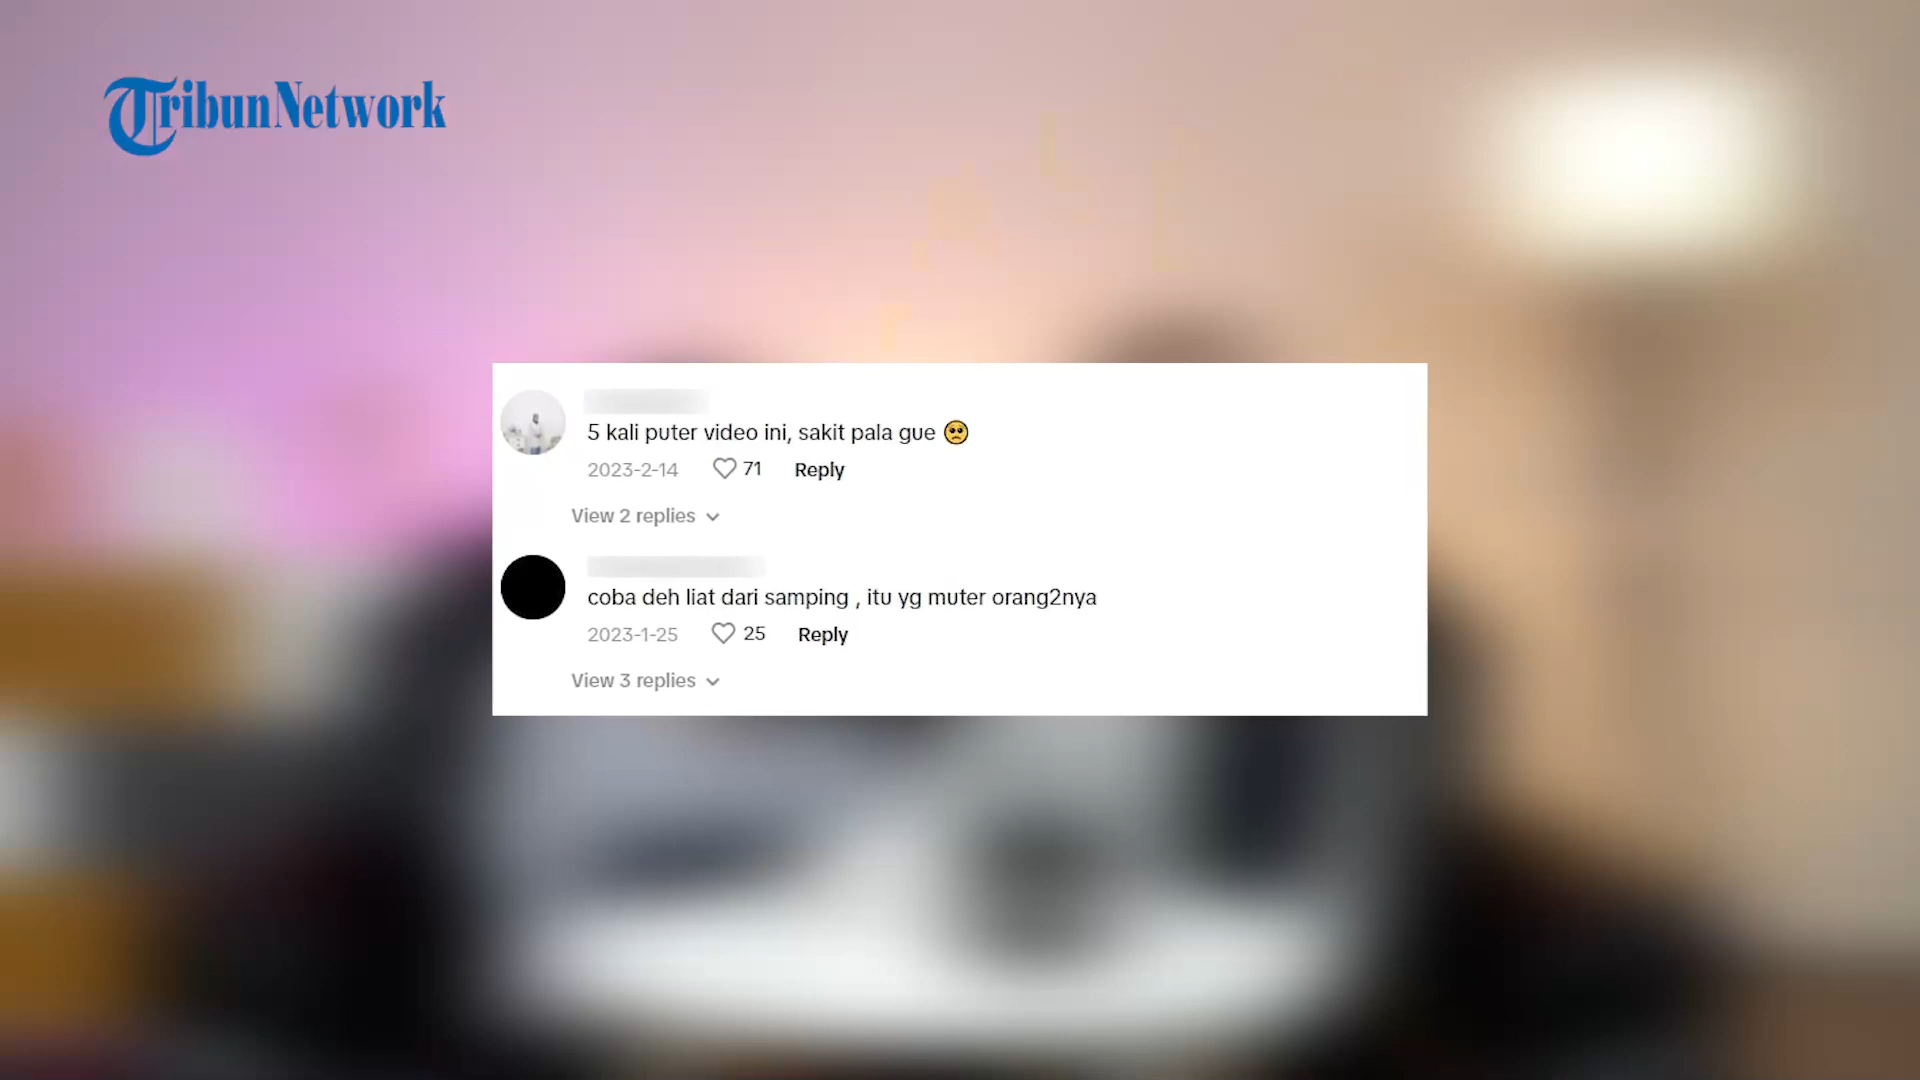 TribunNetwork
5 kali puter video ini, sakit pala gue 🥺
2023-2-14 71 Reply
View 2 replies
coba deh liat dari samping , itu yg muter orang2nya
2023-1-25 25 Reply
View 3 replies